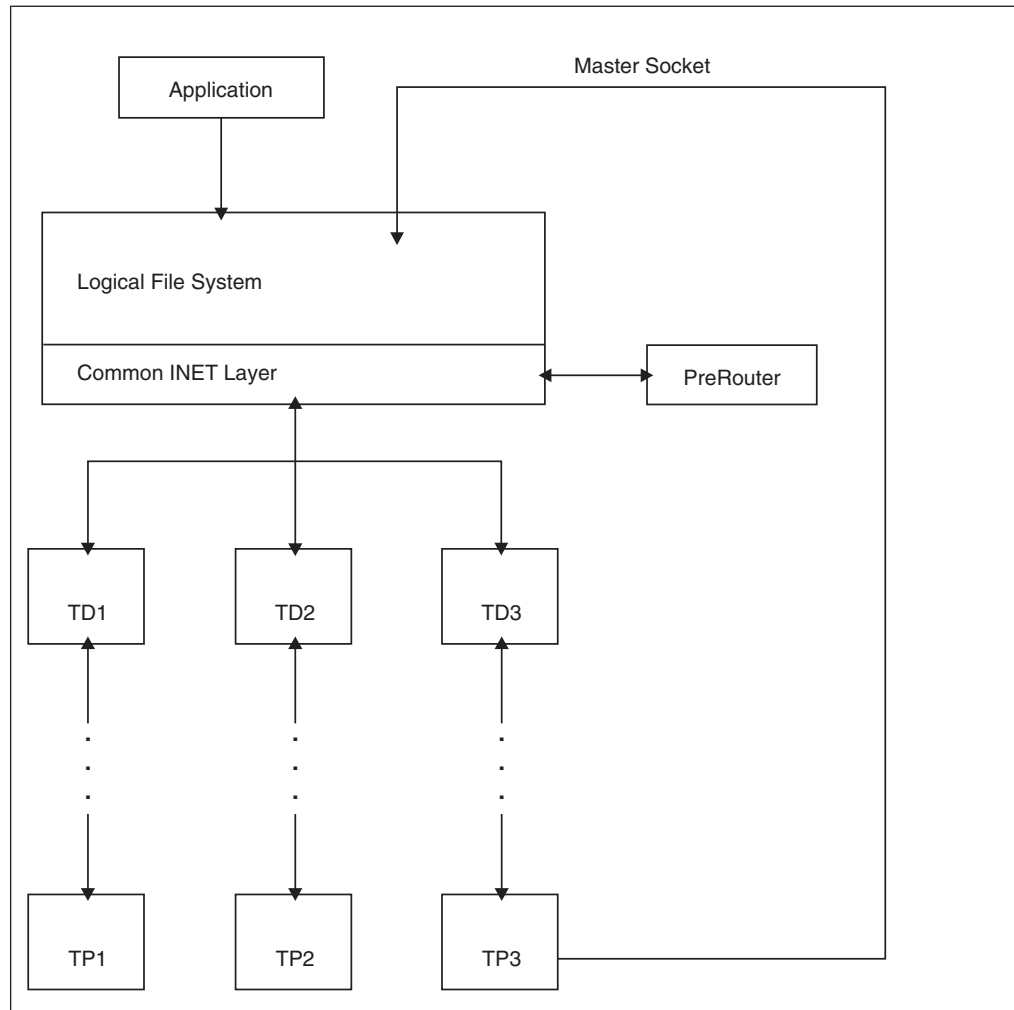 Master Socket
Application
Logical File System
Common INET Layer
PreRouter
TD1
TD2
TD3
TP1
TP2
TP3